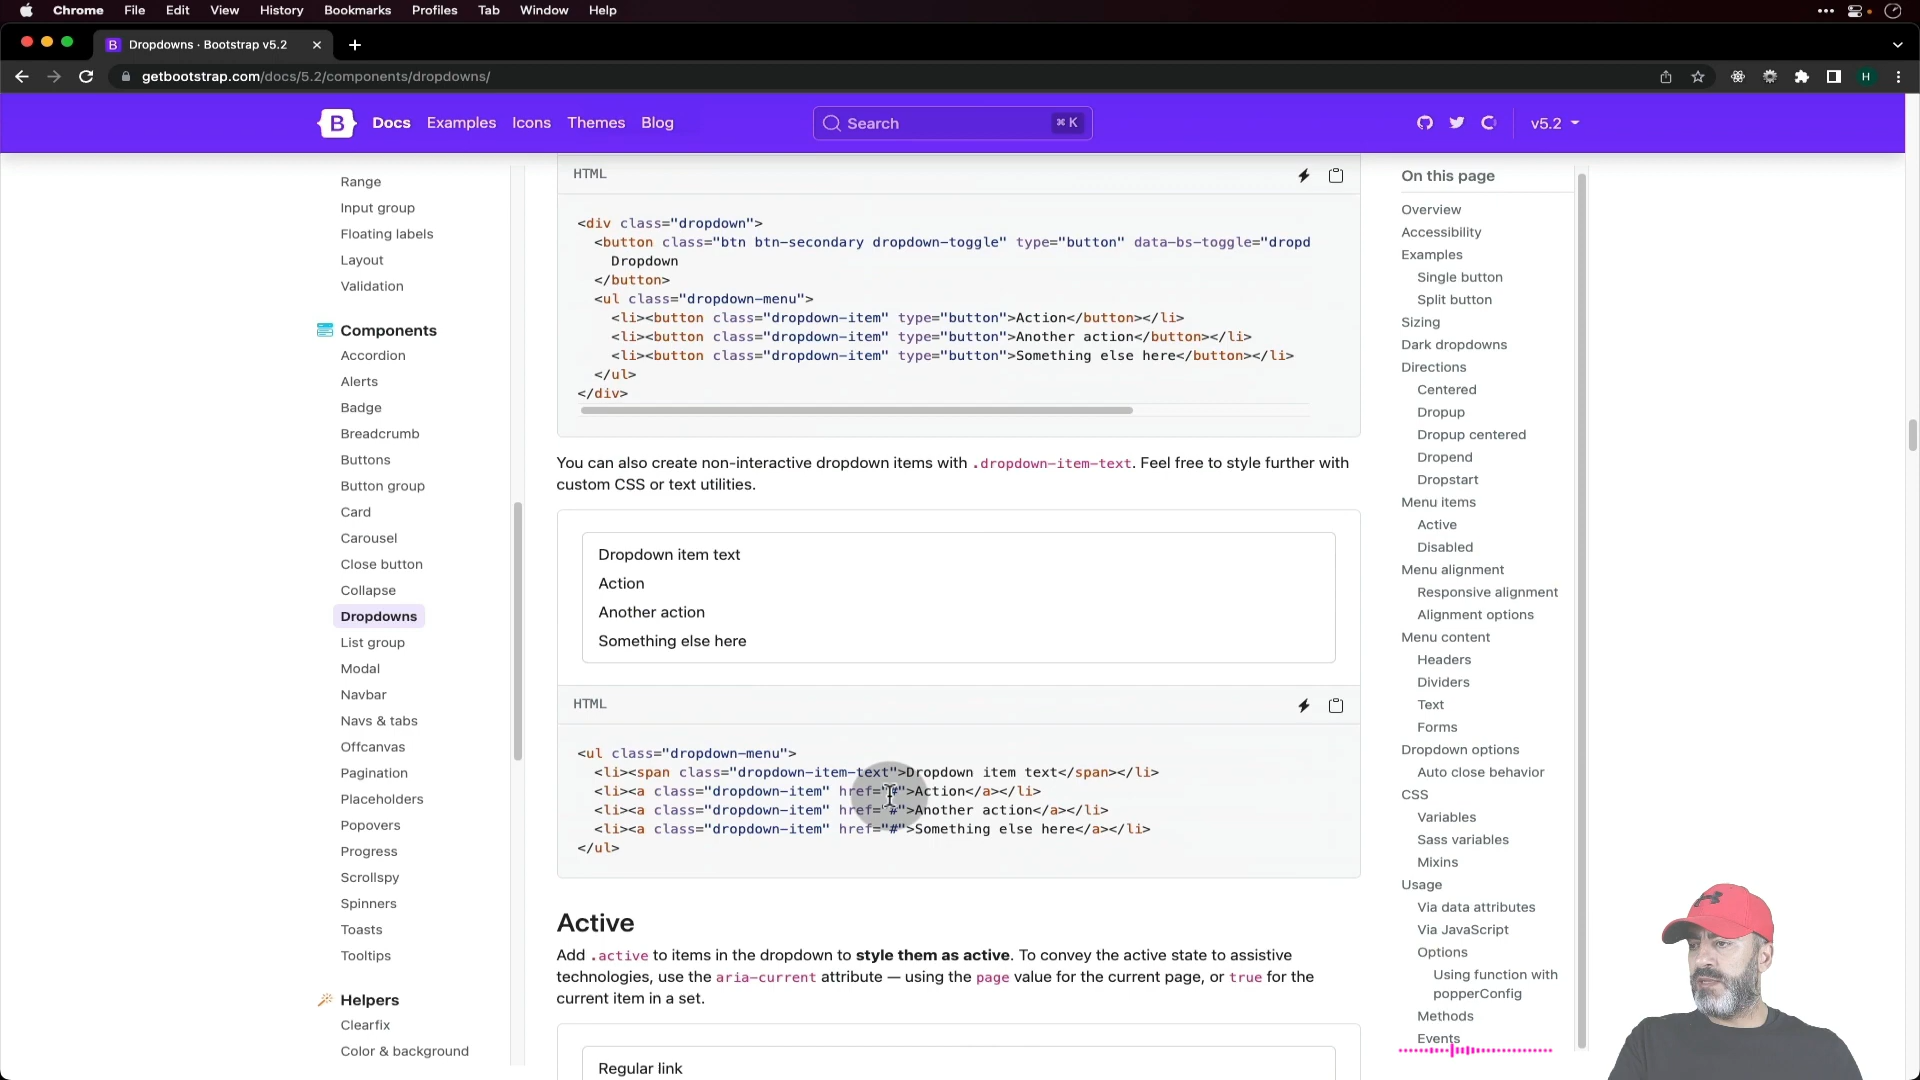 Chrome File Edit View History Bookmarks Profiles Tab Window Help
Dropdowns · Bootstrap v5.2
getbootstrap.com/docs/5.2/components/dropdowns/
H
B Docs Examples Icons Themes Blog
Search ⌘ K
v5.2
Range
Input group
Floating labels
Layout
Validation
Components
Accordion
Alerts
Badge
Breadcrumb
Buttons
Button group
Card
Carousel
Close button
Collapse
Dropdowns
List group
Modal
Navbar
Navs & tabs
Offcanvas
Pagination
Placeholders
Popovers
Progress
Scrollspy
Spinners
Toasts
Tooltips
Helpers
Clearfix
Color & background
HTML
<div class="dropdown">
  <button class="btn btn-secondary dropdown-toggle" type="button" data-bs-toggle="dropd
    Dropdown
  </button>
  <ul class="dropdown-menu">
    <li><button class="dropdown-item" type="button">Action</button></li>
    <li><button class="dropdown-item" type="button">Another action</button></li>
    <li><button class="dropdown-item" type="button">Something else here</button></li>
  </ul>
</div>
You can also create non-interactive dropdown items with .dropdown-item-text. Feel free to style further with
custom CSS or text utilities.
Dropdown item text
Action
Another action
Something else here
HTML
<ul class="dropdown-menu">
  <li><span class="dropdown-item-text">Dropdown item text</span></li>
  <li><a class="dropdown-item" href="#">Action</a></li>
  <li><a class="dropdown-item" href="#">Another action</a></li>
  <li><a class="dropdown-item" href="#">Something else here</a></li>
</ul>
Active
Add .active to items in the dropdown to style them as active. To convey the active state to assistive
technologies, use the aria-current attribute — using the page value for the current page, or true for the
current item in a set.
Regular link
On this page
Overview
Accessibility
Examples
Single button
Split button
Sizing
Dark dropdowns
Directions
Centered
Dropup
Dropup centered
Dropend
Dropstart
Menu items
Active
Disabled
Menu alignment
Responsive alignment
Alignment options
Menu content
Headers
Dividers
Text
Forms
Dropdown options
Auto close behavior
CSS
Variables
Sass variables
Mixins
Usage
Via data attributes
Via JavaScript
Options
Using function with
popperConfig
Methods
Events